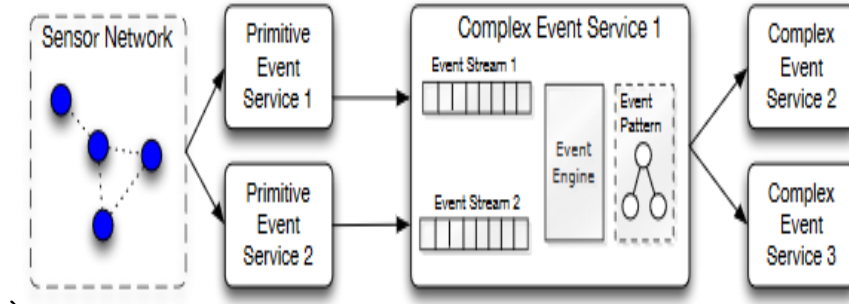 Sensor Network
Primitive
Event
Service 1
Primitive
Event
Service 2
Complex Event Service 1
Event Stream 1
Event Stream 2
Event
Engine
Event
Pattern
Complex
Event
Service 2
Complex
Event
Service 3